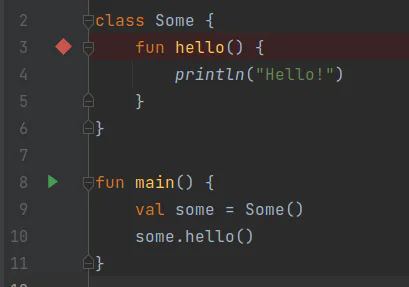 2 class Some {
3 fun hello() {
4 println("Hello!")
5 }
6 }
7
8 fun main() {
9 val some = Some()
10 some.hello()
11 }